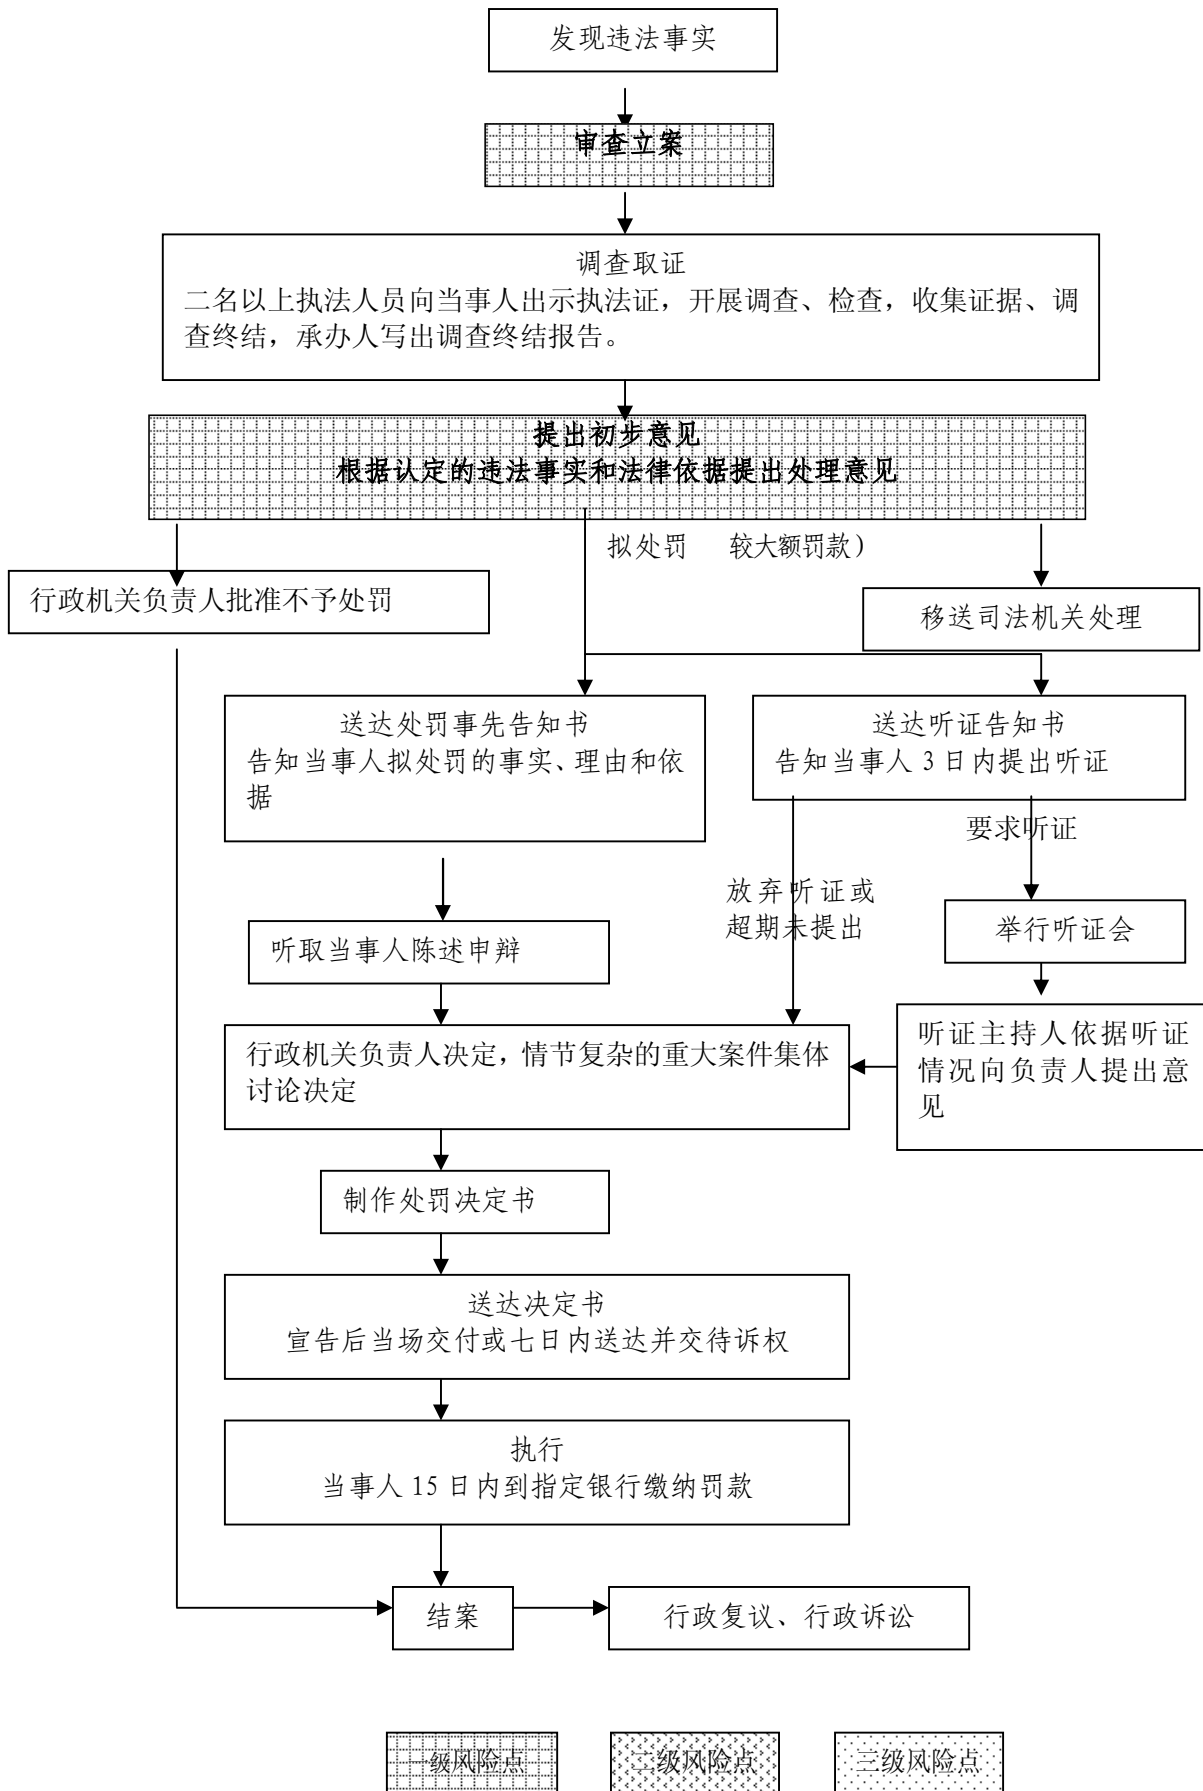 发现违法事实
审查立案
调查取证
二名以上执法人员向当事人出示执法证，开展调查、检查，收集证据、调
查终结，承办人写出调查终结报告。
提出初步意见
根据认定的违法事实和法律依据提出处理意见
拟处罚 较大额罚款）
行政机关负责人批准不予处罚
移送司法机关处理
送达处罚事先告知书
告知当事人拟处罚的事实、理由和依
据
送达听证告知书
告知当事人 3 日内提出听证
要求听证
放弃听证或
超期未提出
听取当事人陈述申辩
举行听证会
行政机关负责人决定，情节复杂的重大案件集体
讨论决定
听证主持人依据听证
情况向负责人提出意
见
制作处罚决定书
送达决定书
宣告后当场交付或七日内送达并交待诉权
执行
当事人 15 日内到指定银行缴纳罚款
结案
行政复议、行政诉讼
一级风险点
二级风险点
三级风险点